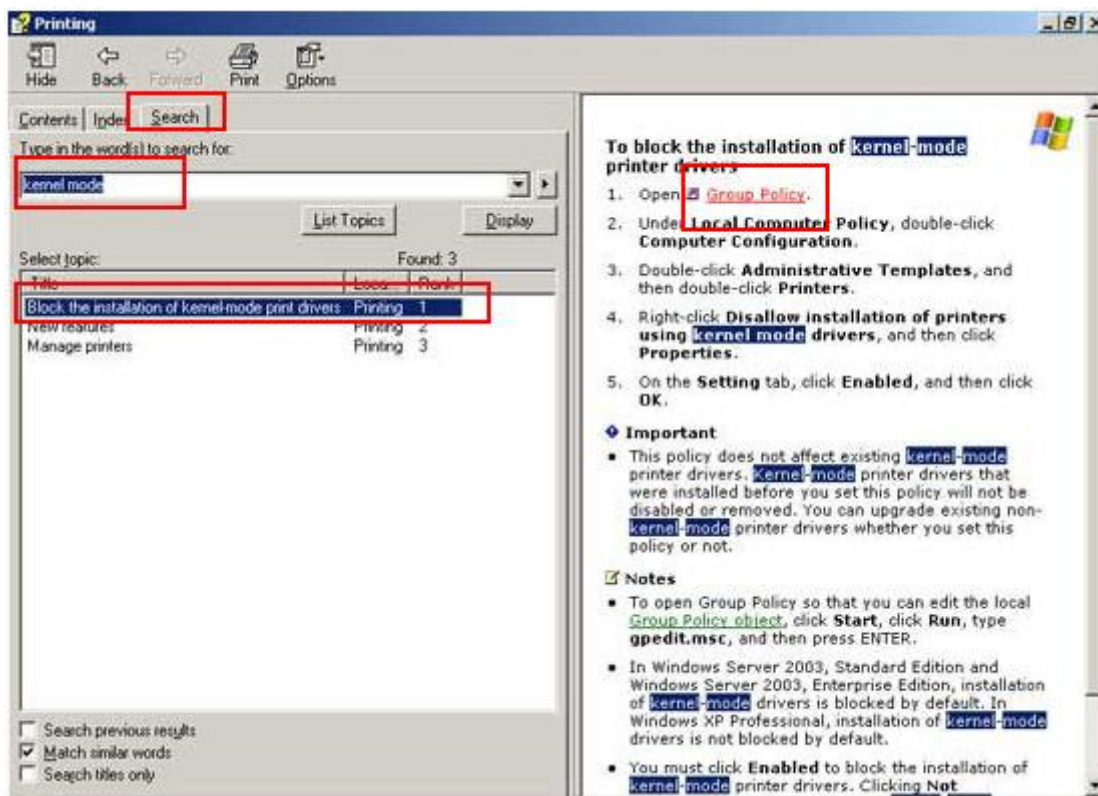 Printing
Hide Back Forward Print Options
Contents Index Search
Type in the word(s) to search for:
kernel mode
List Topics Display
Select topic: Found: 3
Title Loca... Rank
Block the installation of kernel-mode print drivers Printing 1
New features Printing 2
Manage printers Printing 3
Search previous results
Match similar words
Search titles only
To block the installation of kernel-mode
printer drivers
1. Open Group Policy.
2. Under Local Computer Policy, double-click
Computer Configuration.
3. Double-click Administrative Templates, and
then double-click Printers.
4. Right-click Disallow installation of printers
using kernel mode drivers, and then click
Properties.
5. On the Setting tab, click Enabled, and then click
OK.
Important
• This policy does not affect existing kernel-mode
printer drivers. Kernel-mode printer drivers that
were installed before you set this policy will not be
disabled or removed. You can upgrade existing non-
kernel-mode printer drivers whether you set this
policy or not.
Notes
• To open Group Policy so that you can edit the local
Group Policy object, click Start, click Run, type
gpedit.msc, and then press ENTER.
• In Windows Server 2003, Standard Edition and
Windows Server 2003, Enterprise Edition, installation
of kernel-mode drivers is blocked by default. In
Windows XP Professional, installation of kernel-mode
drivers is not blocked by default.
• You must click Enabled to block the installation of
kernel-mode printer drivers. Clicking Not